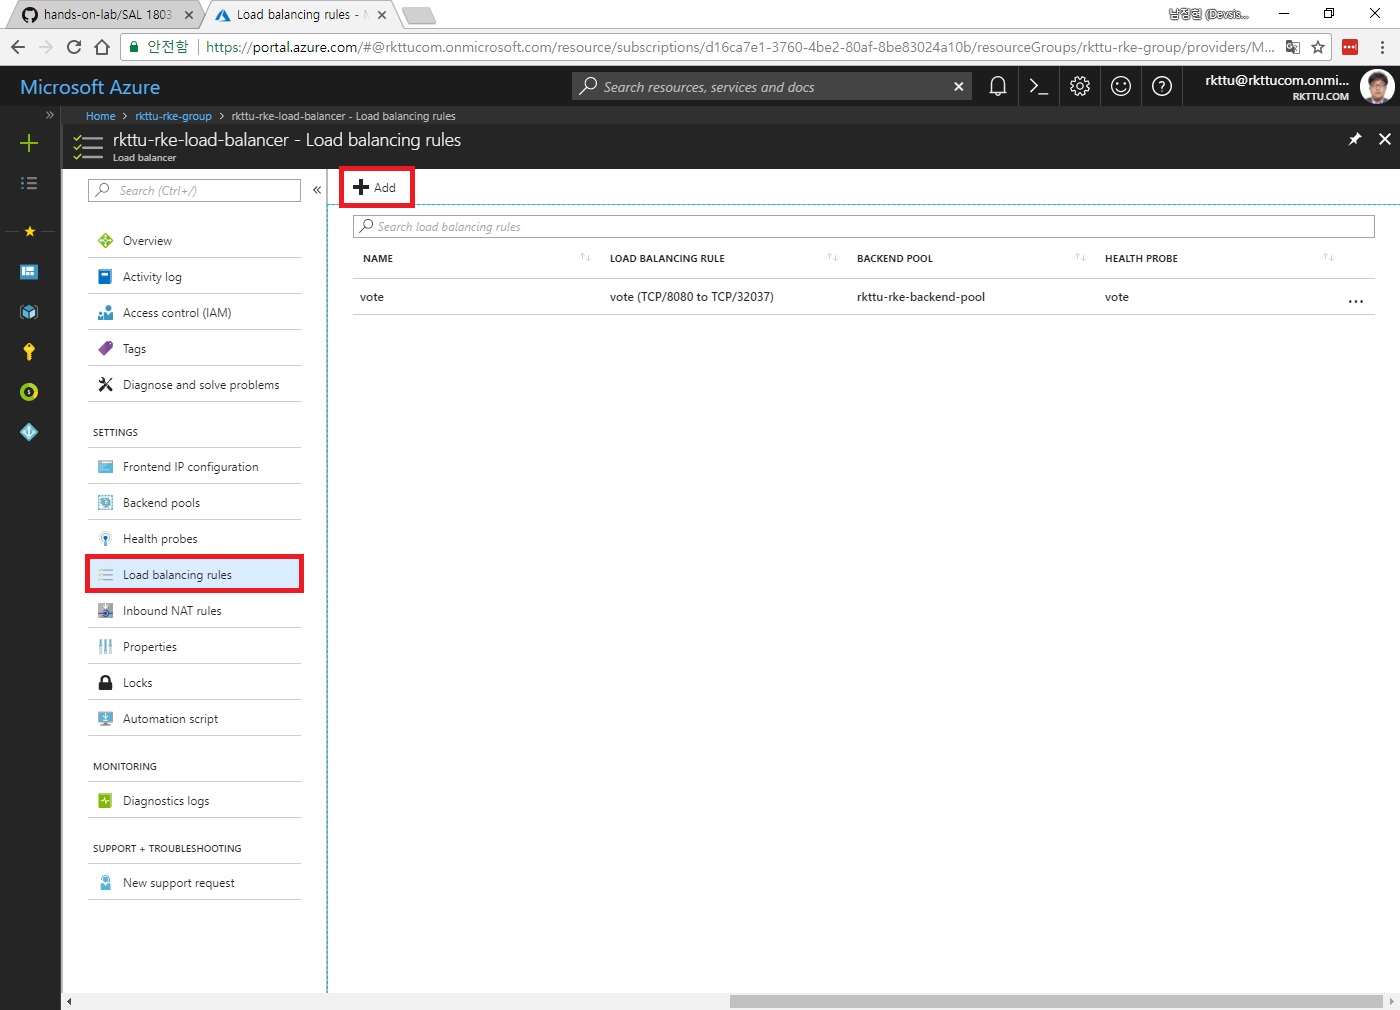 hands-on-lab/SAL 1803
Load balancing rules - M
안전함
https://portal.azure.com/#@rkttucom.onmicrosoft.com/resource/subscriptions/d16ca7e1-3760-4be2-80af-8be83024a10b/resourceGroups/rkttu-rke-group/providers/M...
Microsoft Azure
Search resources, services and docs
rkttu@rkttucom.onmi...
RKTTU.COM
Home > rkttu-rke-group > rkttu-rke-load-balancer - Load balancing rules
rkttu-rke-load-balancer - Load balancing rules
Load balancer
Search (Ctrl+/)
Overview
Activity log
Access control (IAM)
Tags
Diagnose and solve problems
SETTINGS
Frontend IP configuration
Backend pools
Health probes
Load balancing rules
Inbound NAT rules
Properties
Locks
Automation script
MONITORING
Diagnostics logs
SUPPORT + TROUBLESHOOTING
New support request
Add
Search load balancing rules
NAME LOAD BALANCING RULE BACKEND POOL HEALTH PROBE
vote vote (TCP/8080 to TCP/32037) rkttu-rke-backend-pool vote ...